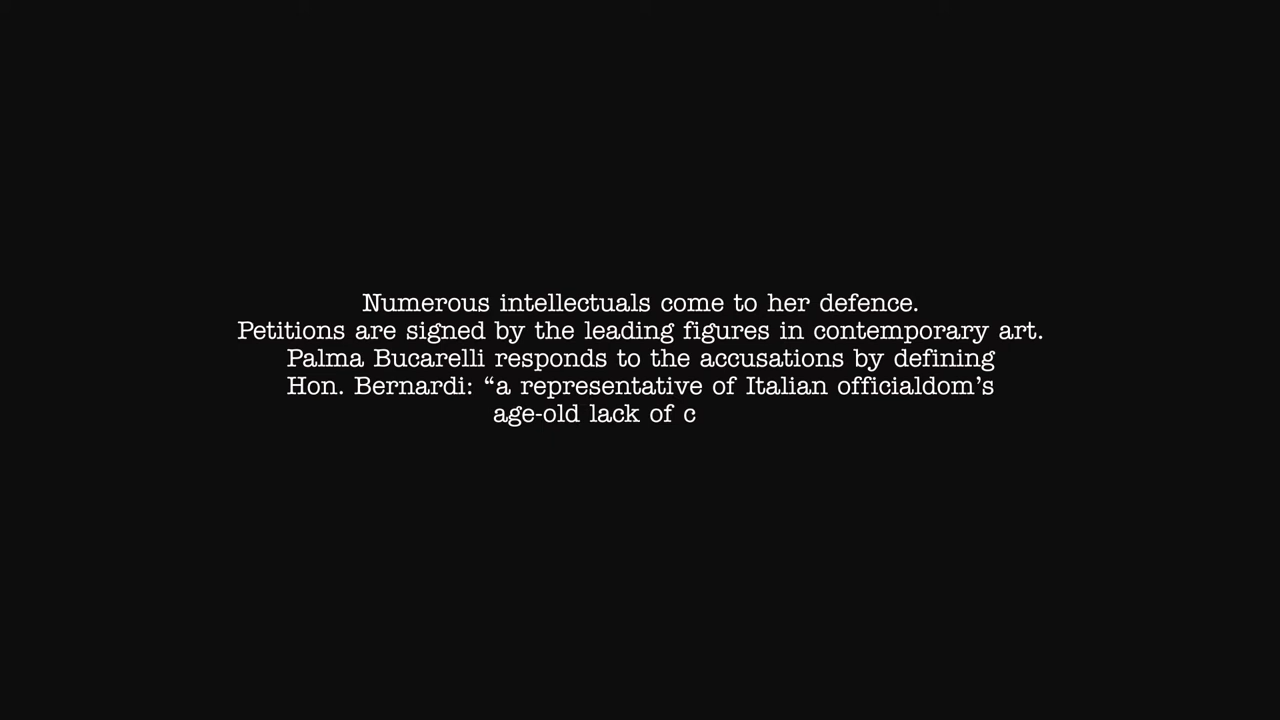 Numerous intellectuals come to her defence.
Petitions are signed by the leading figures in contemporary art.
Palma Bucarelli responds to the accusations by defining
Hon. Bernardi: “a representative of Italian officialdom’s
age-old lack of c